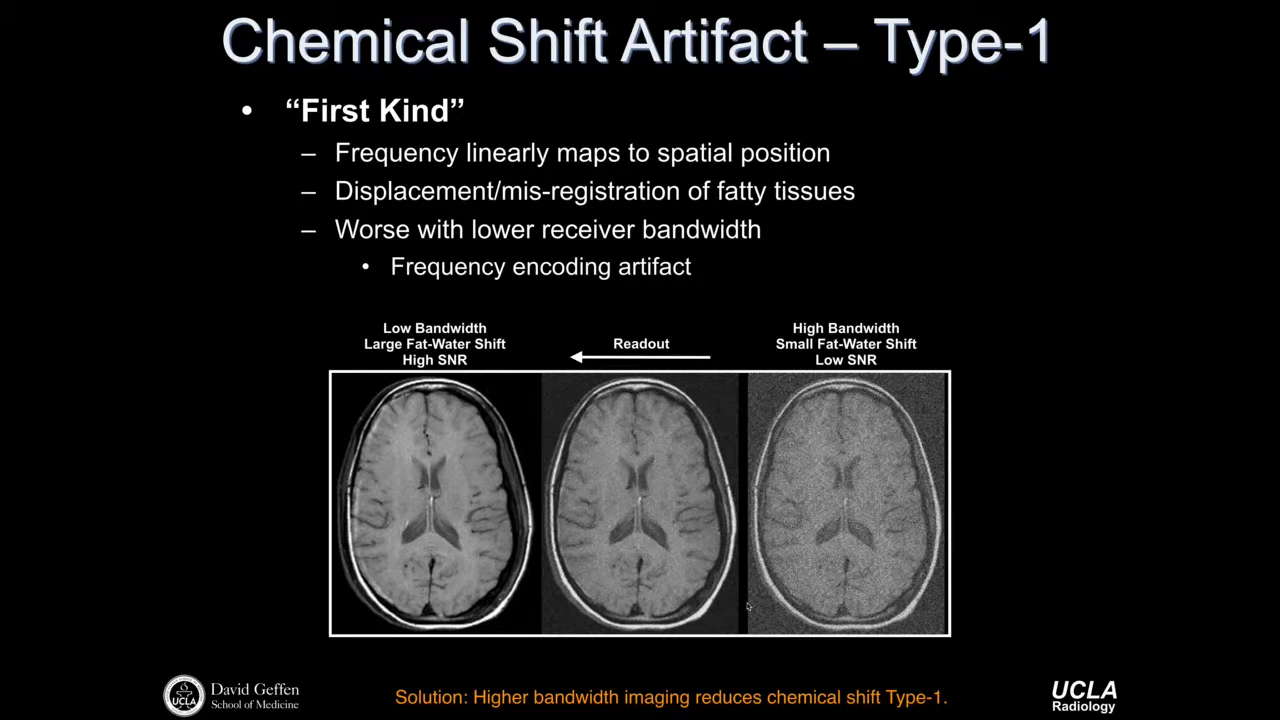 Chemical Shift Artifact – Type-1
• “First Kind”
– Frequency linearly maps to spatial position
– Displacement/mis-registration of fatty tissues
– Worse with lower receiver bandwidth
• Frequency encoding artifact
Low Bandwidth
Large Fat-Water Shift
High SNR
Readout
High Bandwidth
Small Fat-Water Shift
Low SNR
UCLA
David Geffen
School of Medicine
Solution: Higher bandwidth imaging reduces chemical shift Type-1.
UCLA
Radiology